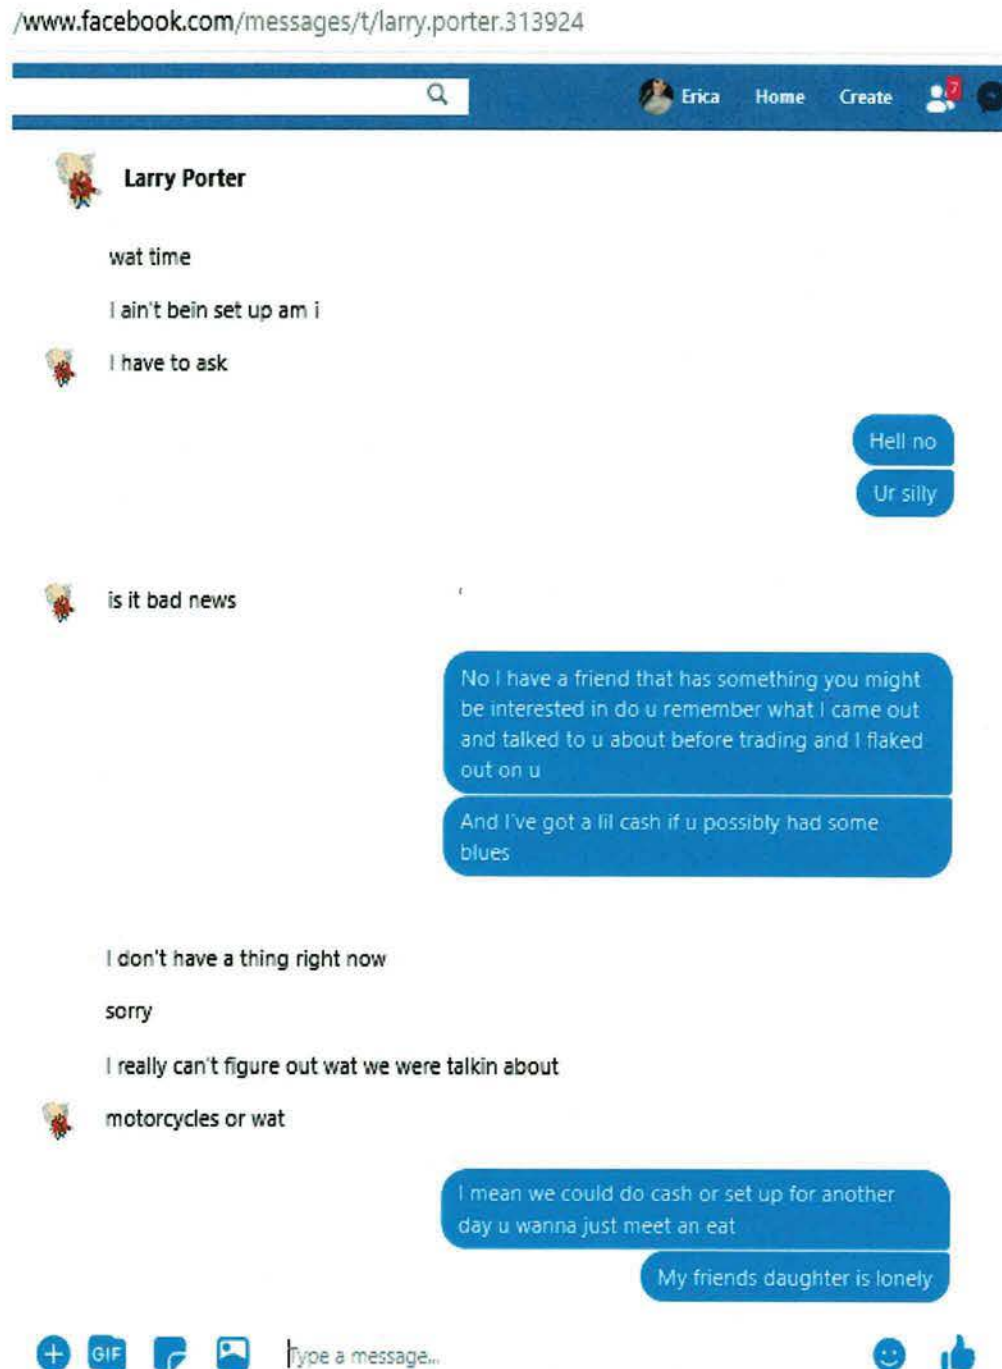 /www.facebook.com/messages/t/larry.porter.313924
Erica Home Create 7
Larry Porter
wat time
I ain't bein set up am i
I have to ask
Hell no
Ur silly
is it bad news
No I have a friend that has something you might
be interested in do u remember what I came out
and talked to u about before trading and I flaked
out on u
And I've got a lil cash if u possibly had some
blues
I don't have a thing right now
sorry
I really can't figure out wat we were talkin about
motorcycles or wat
I mean we could do cash or set up for another
day u wanna just meet an eat
My friends daughter is lonely
GIF Type a message...